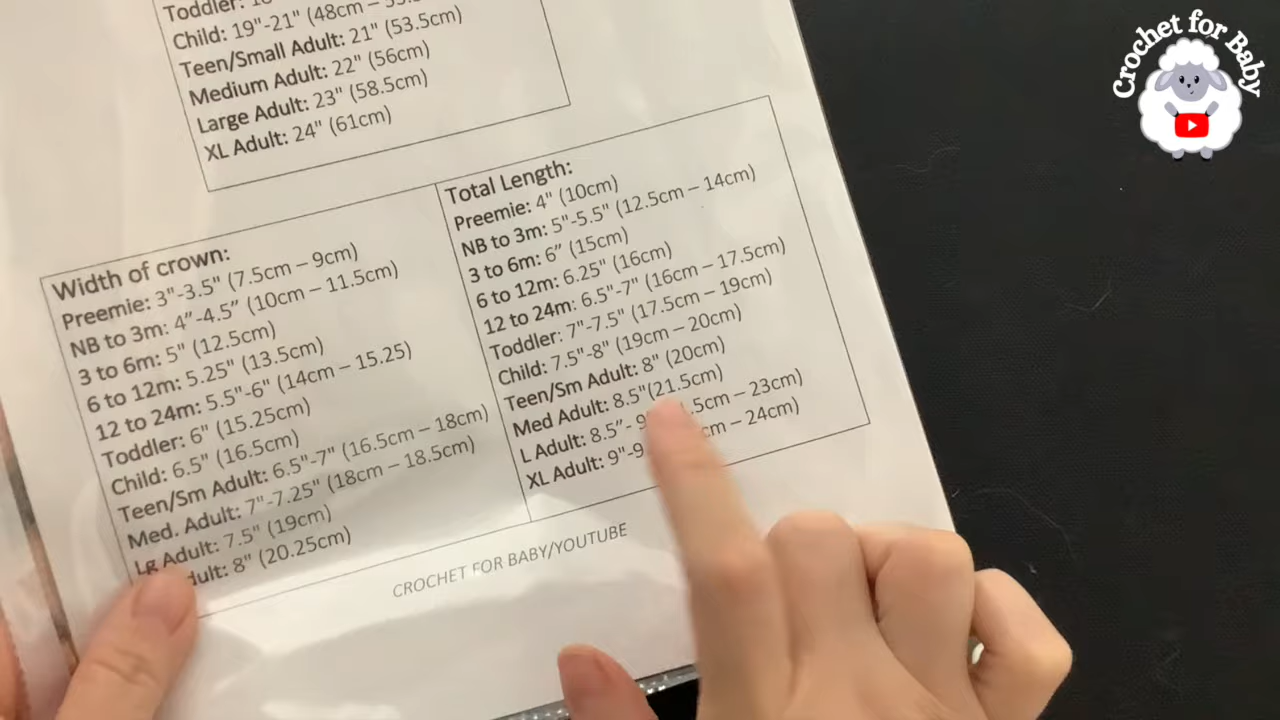 Toddler:
Child: 19"-21" (48cm –
Teen/Small Adult: 21" (53.5cm)
Medium Adult: 22" (56cm)
Large Adult: 23" (58.5cm)
XL Adult: 24" (61cm)
Width of crown:
Preemie: 3"-3.5" (7.5cm – 9cm)
NB to 3m: 4”-4.5” (10cm – 11.5cm)
3 to 6m: 5" (12.5cm)
6 to 12m: 5.25" (13.5cm)
12 to 24m: 5.5"-6" (14cm – 15.25)
Toddler: 6" (15.25cm)
Child: 6.5" (16.5cm)
Teen/Sm Adult: 6.5"-7" (16.5cm – 18cm)
Med. Adult: 7"-7.25" (18cm – 18.5cm)
Lg Adult: 7.5" (19cm)
8" (20.25cm)
Total Length:
Preemie: 4" (10cm)
NB to 3m: 5"-5.5" (12.5cm – 14cm)
3 to 6m: 6” (15cm)
6 to 12m: 6.25" (16cm)
12 to 24m: 6.5"-7" (16cm – 17.5cm)
Toddler: 7"-7.5" (17.5cm – 19cm)
Child: 7.5"-8" (19cm – 20cm)
Teen/Sm Adult: 8" (20cm)
Med Adult: 8.5"(21.5cm)
L Adult: 8.5”- – 23cm)
XL Adult: 9"- – 24cm)
CROCHET FOR BABY/YOUTUBE
Crochet for Baby